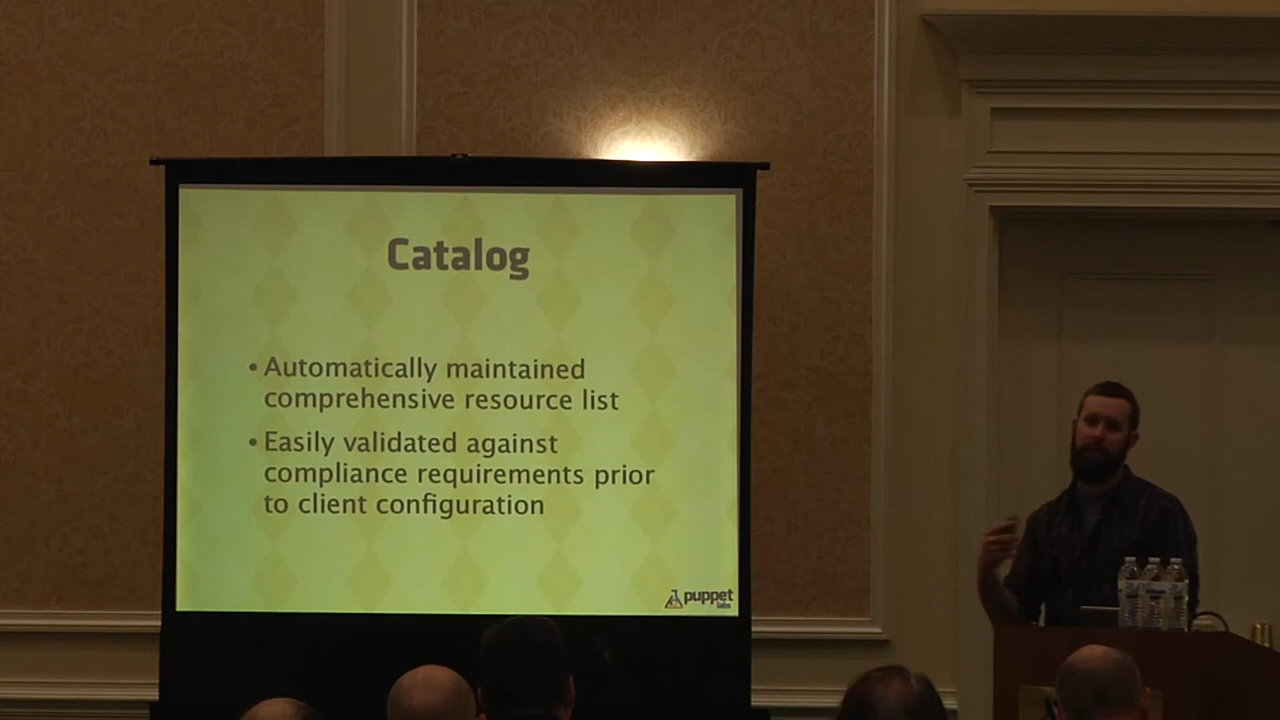 Catalog
• Automatically maintained
comprehensive resource list
• Easily validated against
compliance requirements prior
to client configuration
puppet
labs